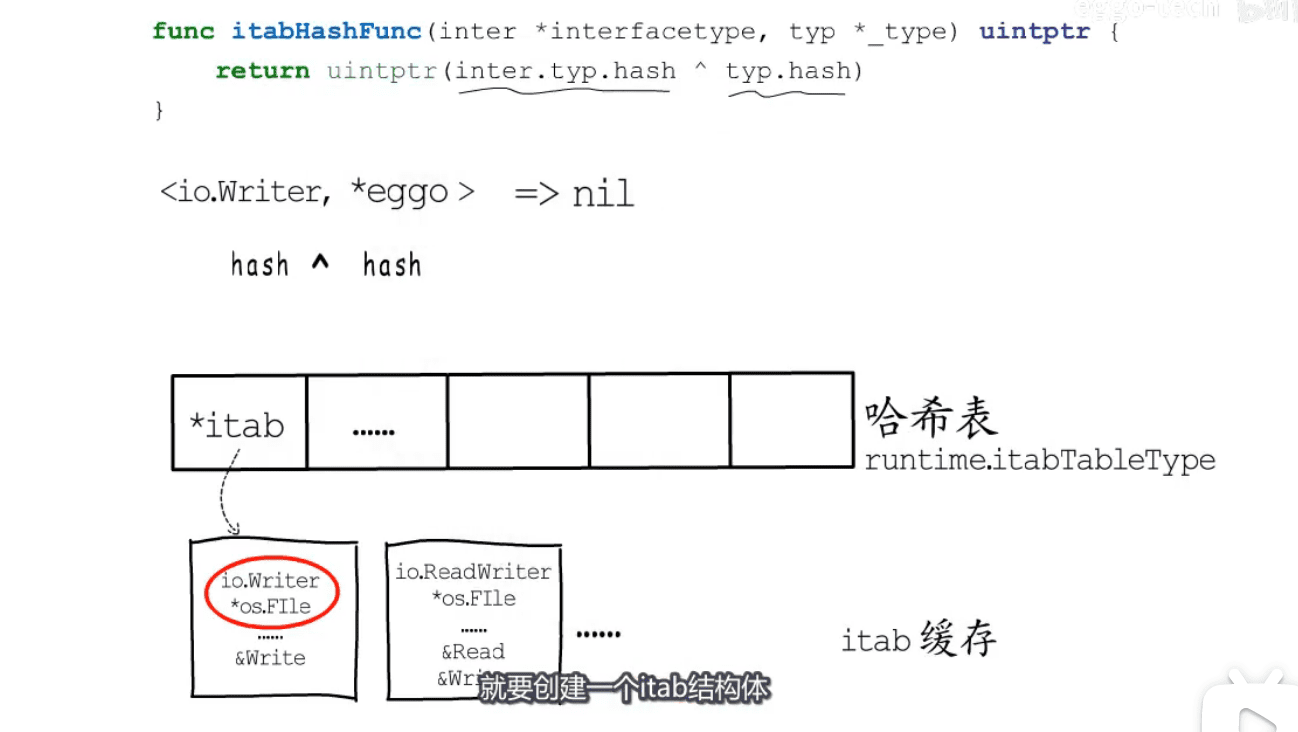 eggo-tech
func itabHashFunc(inter *interfacetype, typ *_type) uintptr {
return uintptr(inter.typ.hash ^ typ.hash)
}
<io.Writer, *eggo > => nil
hash ^ hash
*itab
......
哈希表
runtime.itabTableType
io.Writer
*os.FIle
......
&Write
io.ReadWriter
*os.FIle
......
&Read
......
itab 缓存
就要创建一个itab结构体